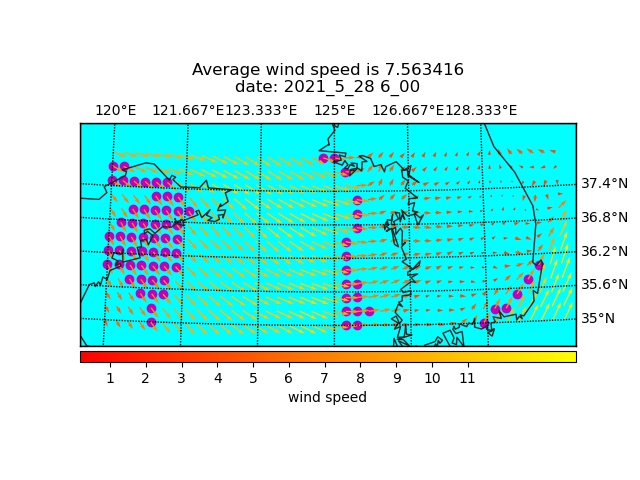 Average wind speed is 7.563416
date: 2021_5_28 6_00
120°E 121.667°E 123.333°E 125°E 126.667°E 128.333°E
37.4°N
36.8°N
36.2°N
35.6°N
35°N
1 2 3 4 5 6 7 8 9 10 11
wind speed